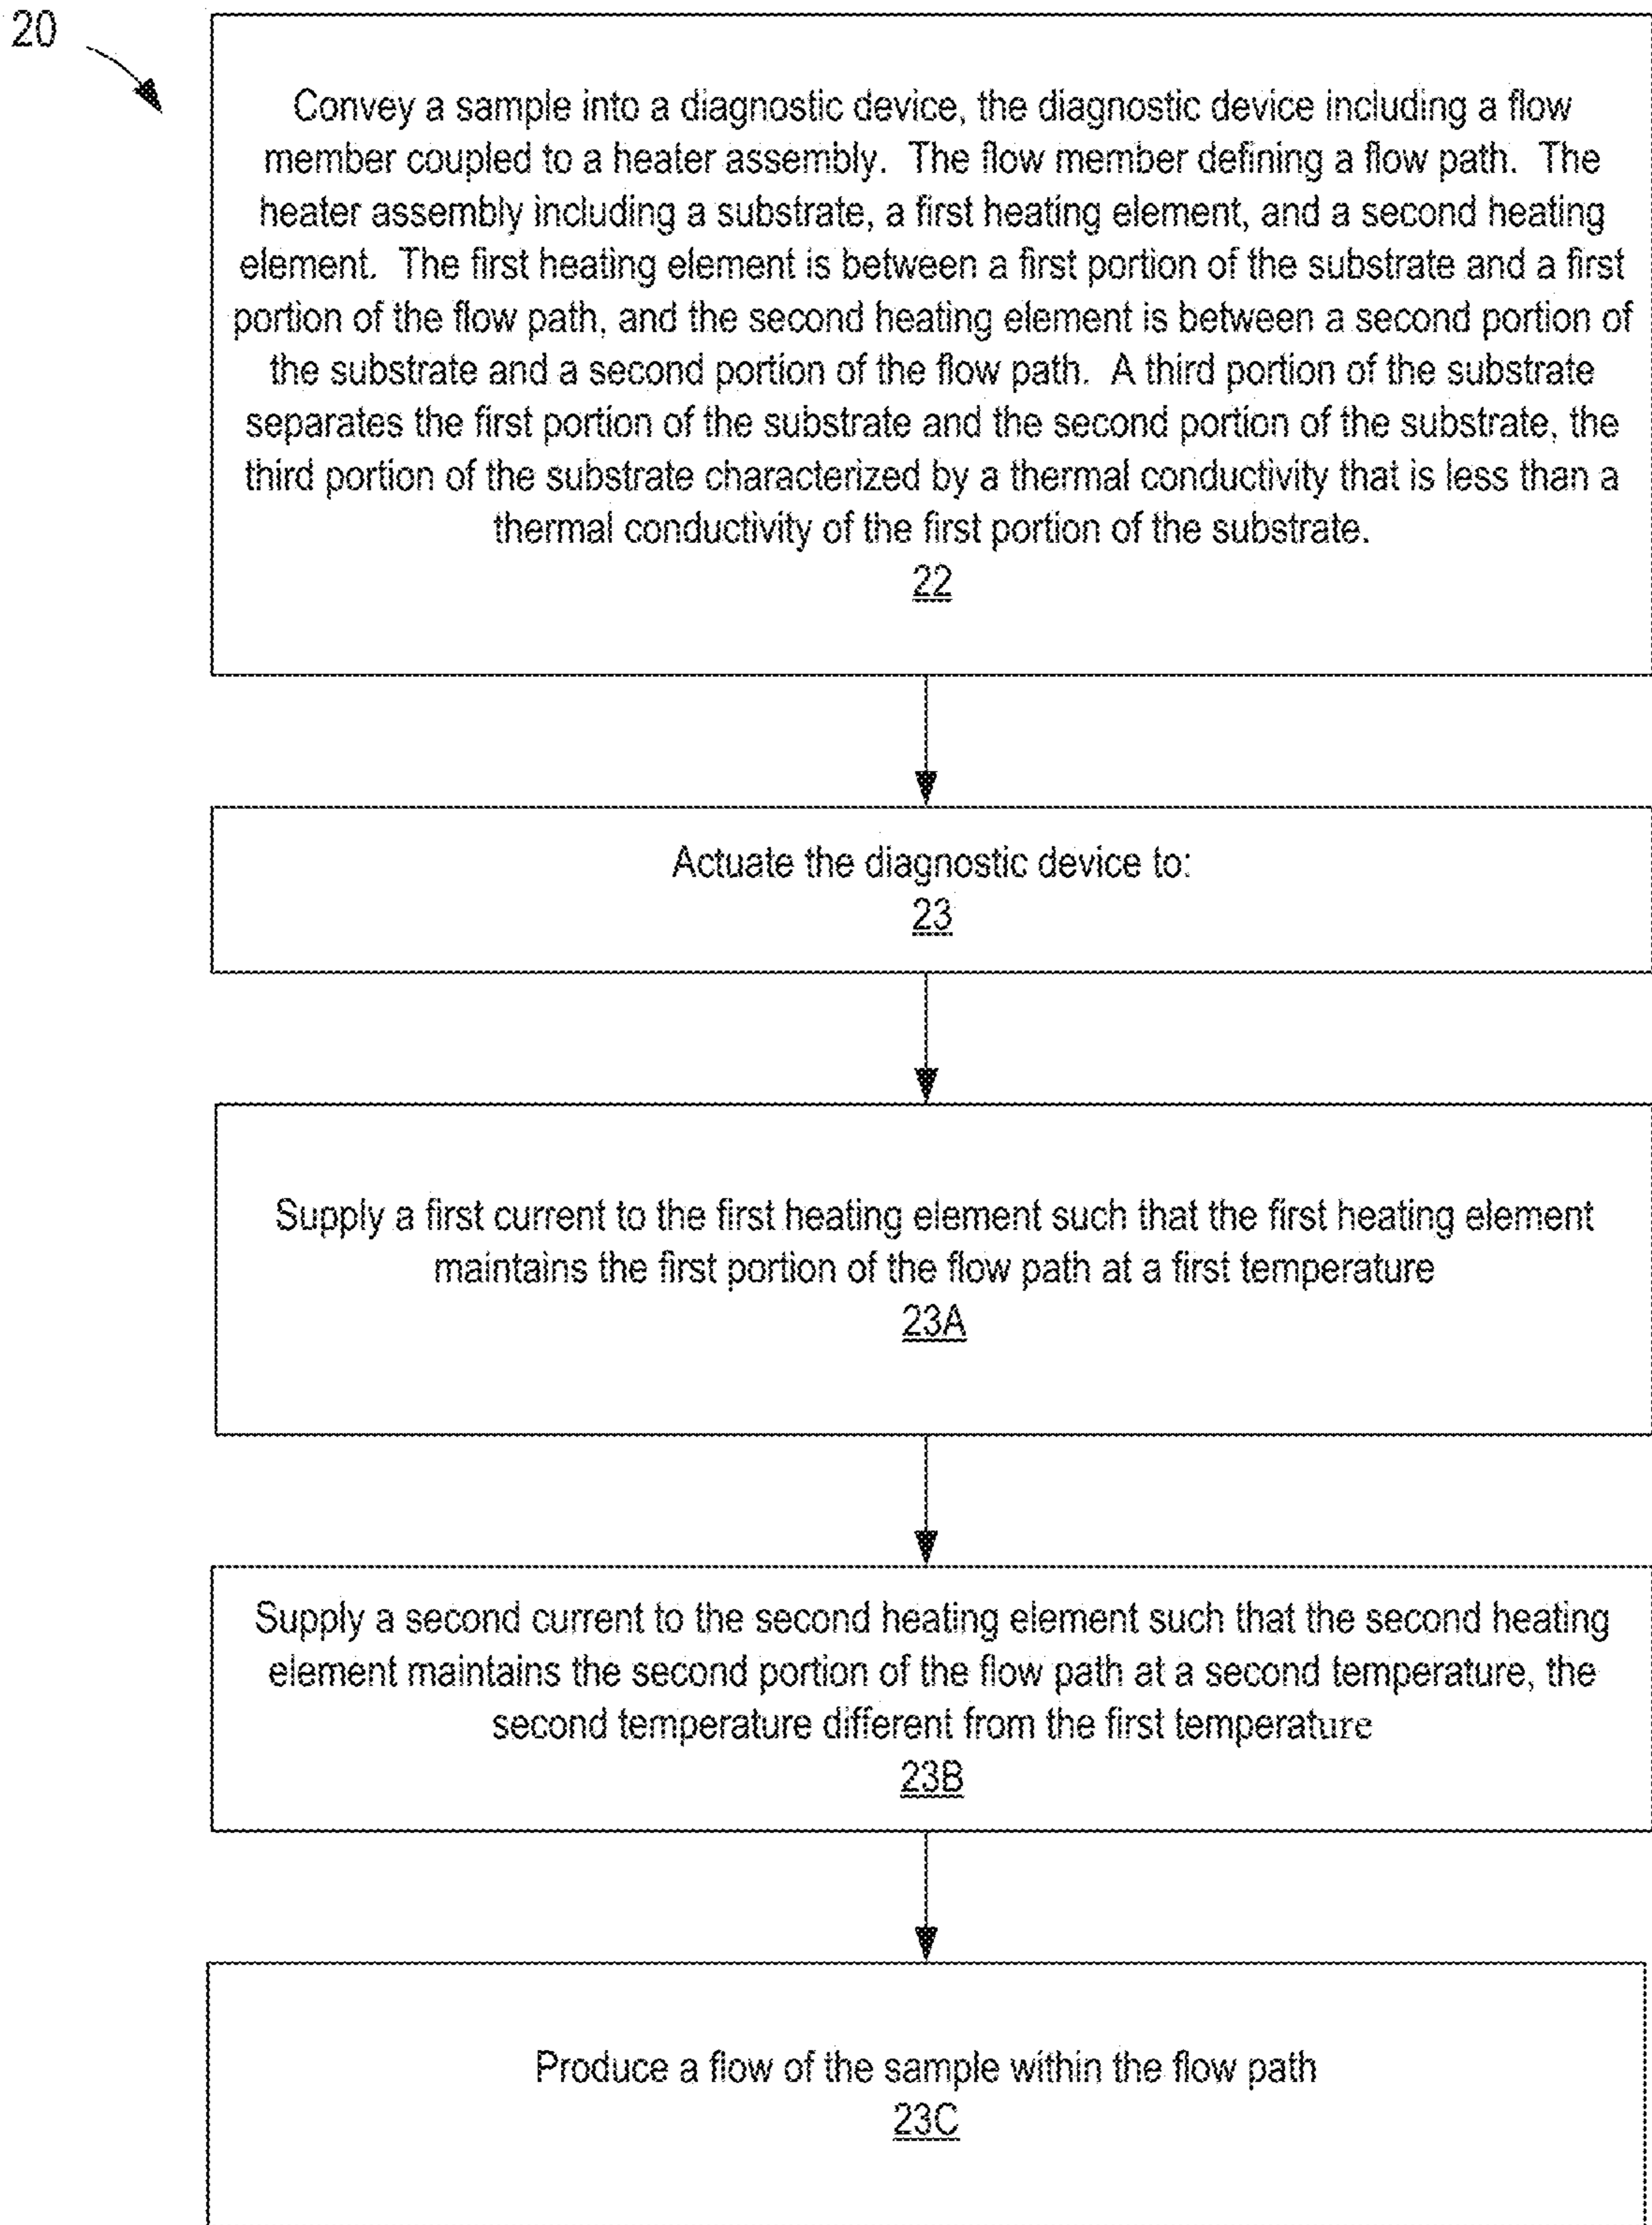 20
Convey a sample into a diagnostic device, the diagnostic device including a flow
member coupled to a heater assembly. The flow member defining a flow path. The
heater assembly including a substrate, a first heating element, and a second heating
element. The first heating element is between a first portion of the substrate and a first
portion of the flow path, and the second heating element is between a second portion of
the substrate and a second portion of the flow path. A third portion of the substrate
separates the first portion of the substrate and the second portion of the substrate, the
third portion of the substrate characterized by a thermal conductivity that is less than a
thermal conductivity of the first portion of the substrate.
22
Actuate the diagnostic device to:
23
Supply a first current to the first heating element such that the first heating element
maintains the first portion of the flow path at a first temperature
23A
Supply a second current to the second heating element such that the second heating
element maintains the second portion of the flow path at a second temperature, the
second temperature different from the first temperature
23B
Produce a flow of the sample within the flow path
23C